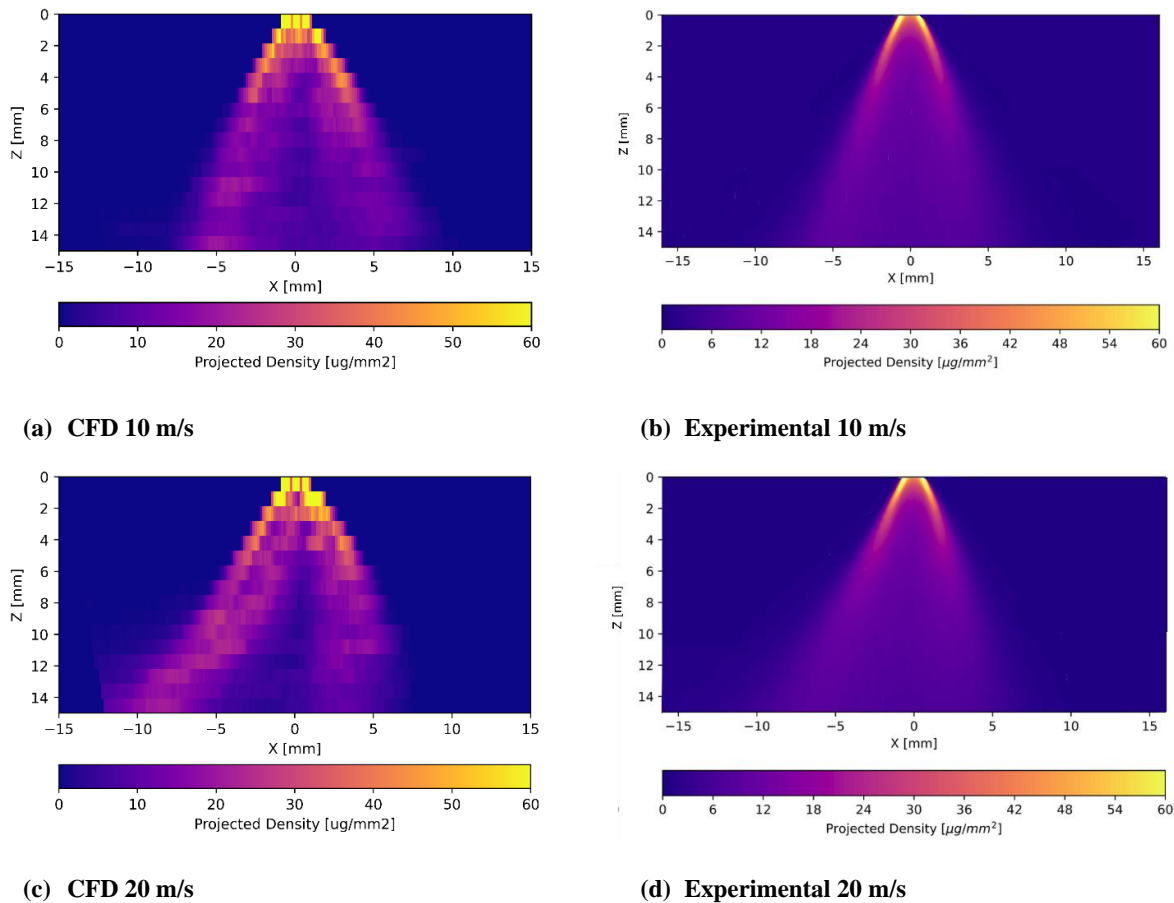 0
2
4
6
8
10
12
14
Z [mm]
−15 −10 −5 0 5 10 15
X [mm]
0 10 20 30 40 50 60
Projected Density [ug/mm2]
(a) CFD 10 m/s
0
2
4
6
8
10
12
14
Z [mm]
−15 −10 −5 0 5 10 15
X [mm]
0 6 12 18 24 30 36 42 48 54 60
Projected Density [μg/mm²]
(b) Experimental 10 m/s
0
2
4
6
8
10
12
14
Z [mm]
−15 −10 −5 0 5 10 15
X [mm]
0 10 20 30 40 50 60
Projected Density [ug/mm2]
(c) CFD 20 m/s
0
2
4
6
8
10
12
14
Z [mm]
−15 −10 −5 0 5 10 15
X [mm]
0 6 12 18 24 30 36 42 48 54 60
Projected Density [μg/mm²]
(d) Experimental 20 m/s